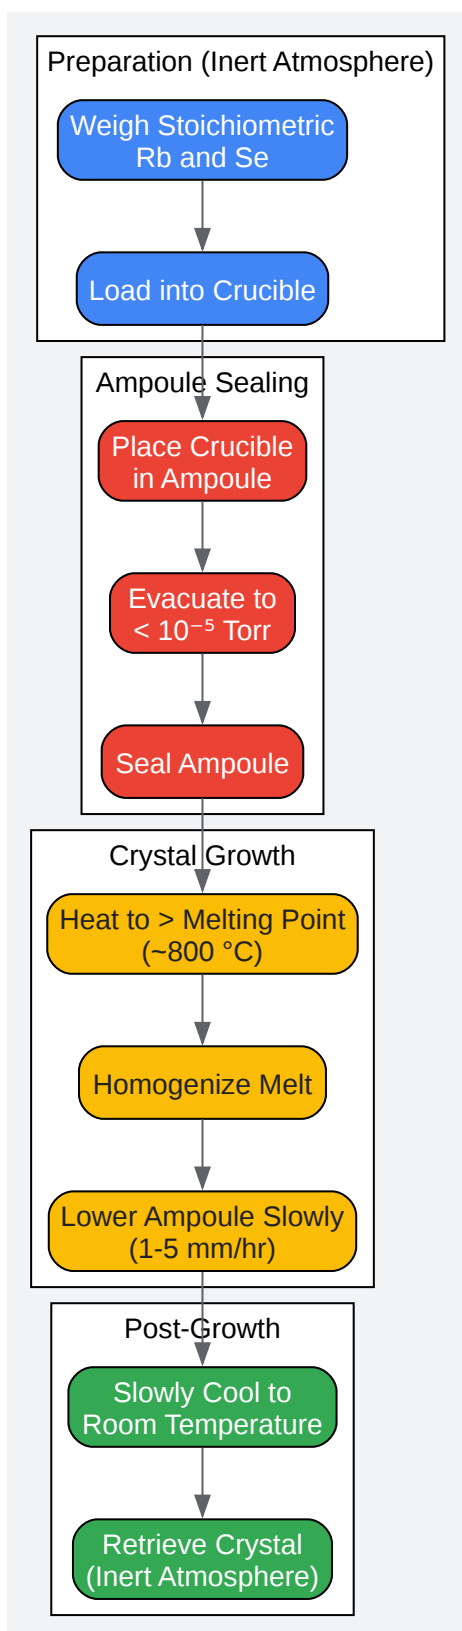 Preparation (Inert Atmosphere)
Weigh Stoichiometric
Rb and Se
Load into Crucible
Ampoule Sealing
Place Crucible
in Ampoule
Evacuate to
< 10⁻⁵ Torr
Seal Ampoule
Crystal Growth
Heat to > Melting Point
(~800 °C)
Homogenize Melt
Lower Ampoule Slowly
(1-5 mm/hr)
Post-Growth
Slowly Cool to
Room Temperature
Retrieve Crystal
(Inert Atmosphere)